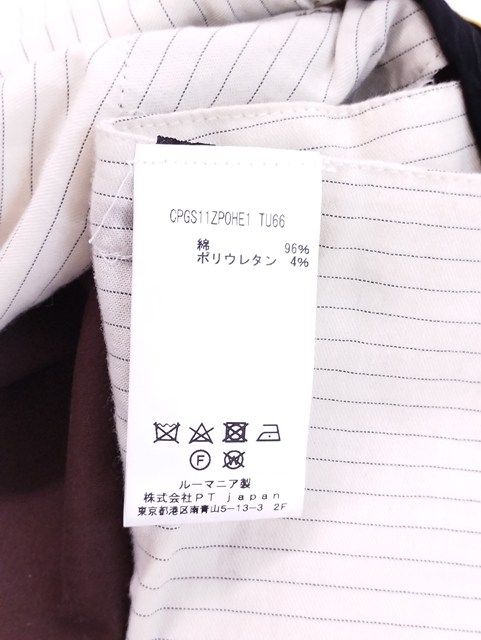 CPGS11ZP0HE1 TU66
綿 96%
ポリウレタン 4%
F
W
ルーマニア製
株式会社PT japan
東京都港区南青山5-13-3 2F